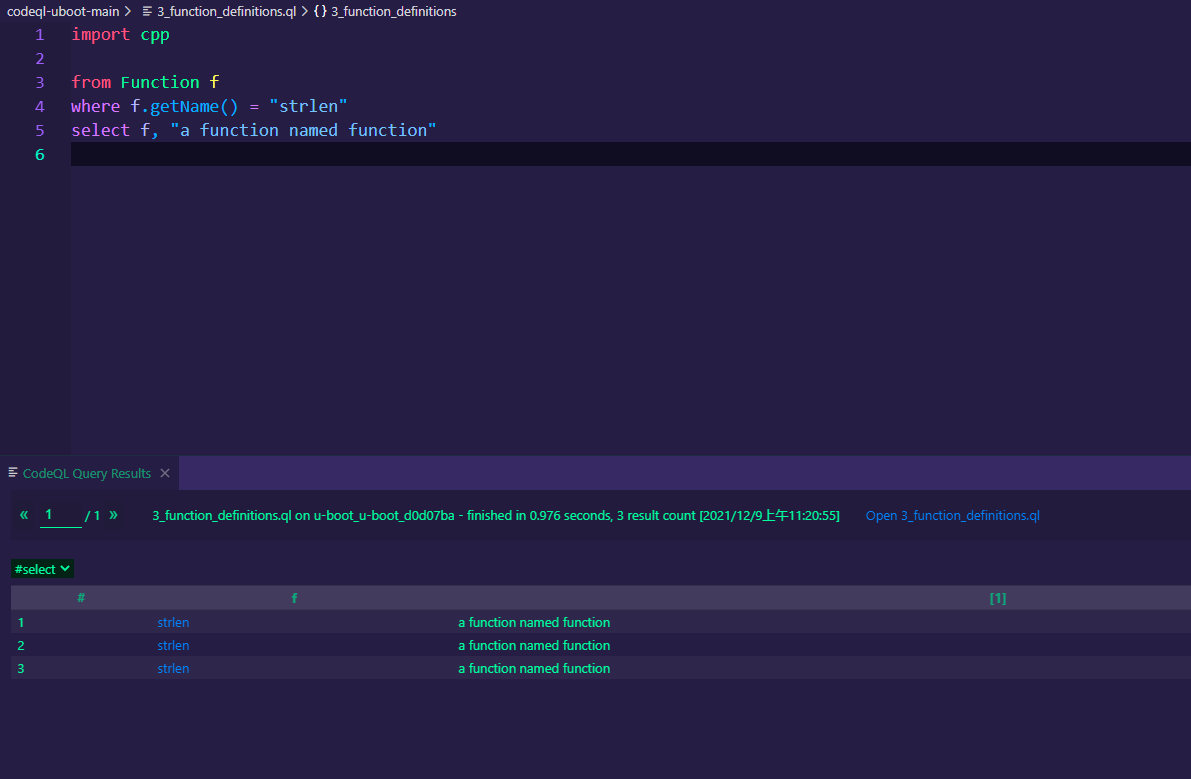 codeql-uboot-main > 3_function_definitions.ql > {} 3_function_definitions
1 import cpp
2
3 from Function f
4 where f.getName() = "strlen"
5 select f, "a function named function"
6
CodeQL Query Results ×
« 1 / 1 » 3_function_definitions.ql on u-boot_u-boot_d0d07ba - finished in 0.976 seconds, 3 result count [2021/12/9上午11:20:55] Open 3_function_definitions.ql
#select
# f [1]
1 strlen a function named function
2 strlen a function named function
3 strlen a function named function